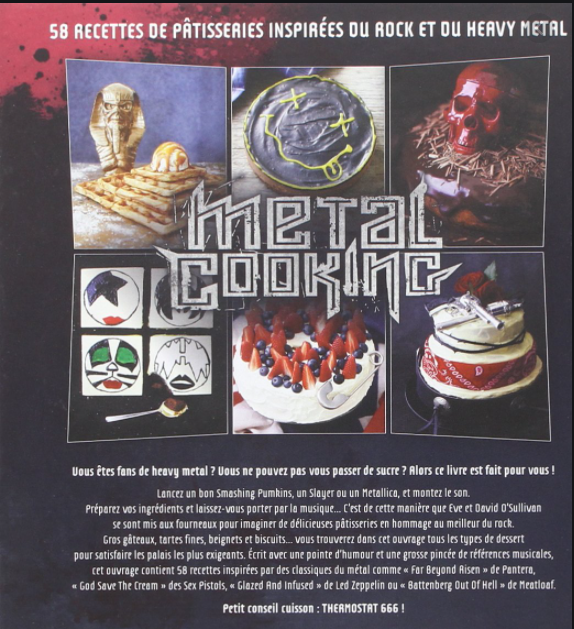 58 RECETTES DE PÂTISSERIES INSPIRÉES DU ROCK ET DU HEAVY METAL
METAL
COOKING
Vous êtes fans de heavy metal ? Vous ne pouvez pas vous passer de sucre ? Alors ce livre est fait pour vous !
Lancez un bon Smashing Pumkins, un Slayer ou un Metallica, et montez le son.
Préparez vos ingrédients et laissez-vous porter par la musique... C'est de cette manière que Eve et David O'Sullivan
se sont mis aux fourneaux pour imaginer de délicieuses pâtisseries en hommage au meilleur du rock.
Gros gâteaux, tartes fines, beignets et biscuits... vous trouverez dans cet ouvrage tous les types de dessert
pour satisfaire les palais les plus exigeants. Écrit avec une pointe d'humour et une grosse pincée de références musicales,
cet ouvrage contient 58 recettes inspirées par des classiques du métal comme « Far Beyond Risen » de Pantera,
« God Save The Cream » des Sex Pistols, « Glazed And Infused » de Led Zeppelin ou « Battenberg Out Of Hell » de Meatloaf.
Petit conseil cuisson : THERMOSTAT 666 !